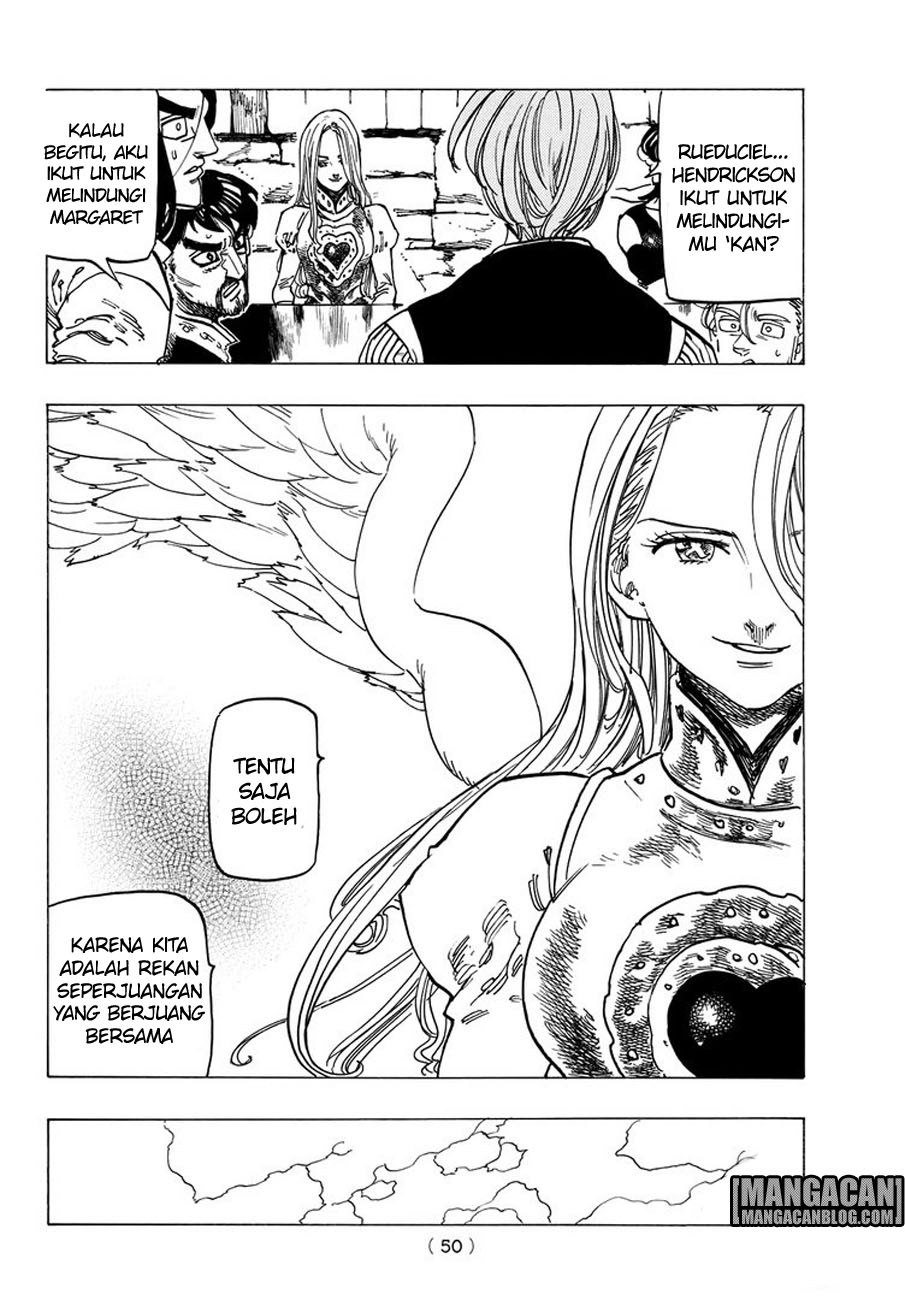 RUEDUCIEL...
HENDRICKSON
IKUT UNTUK
MELINDUNGI-
MU 'KAN?
KALAU
BEGITU, AKU
IKUT UNTUK
MELINDUNGI
MARGARET
TENTU
SAJA
BOLEH
KARENA KITA
ADALAH REKAN
SEPERJUANGAN
YANG BERJUANG
BERSAMA
MANGACAN
MANGACANBLOG.COM
( 50 )